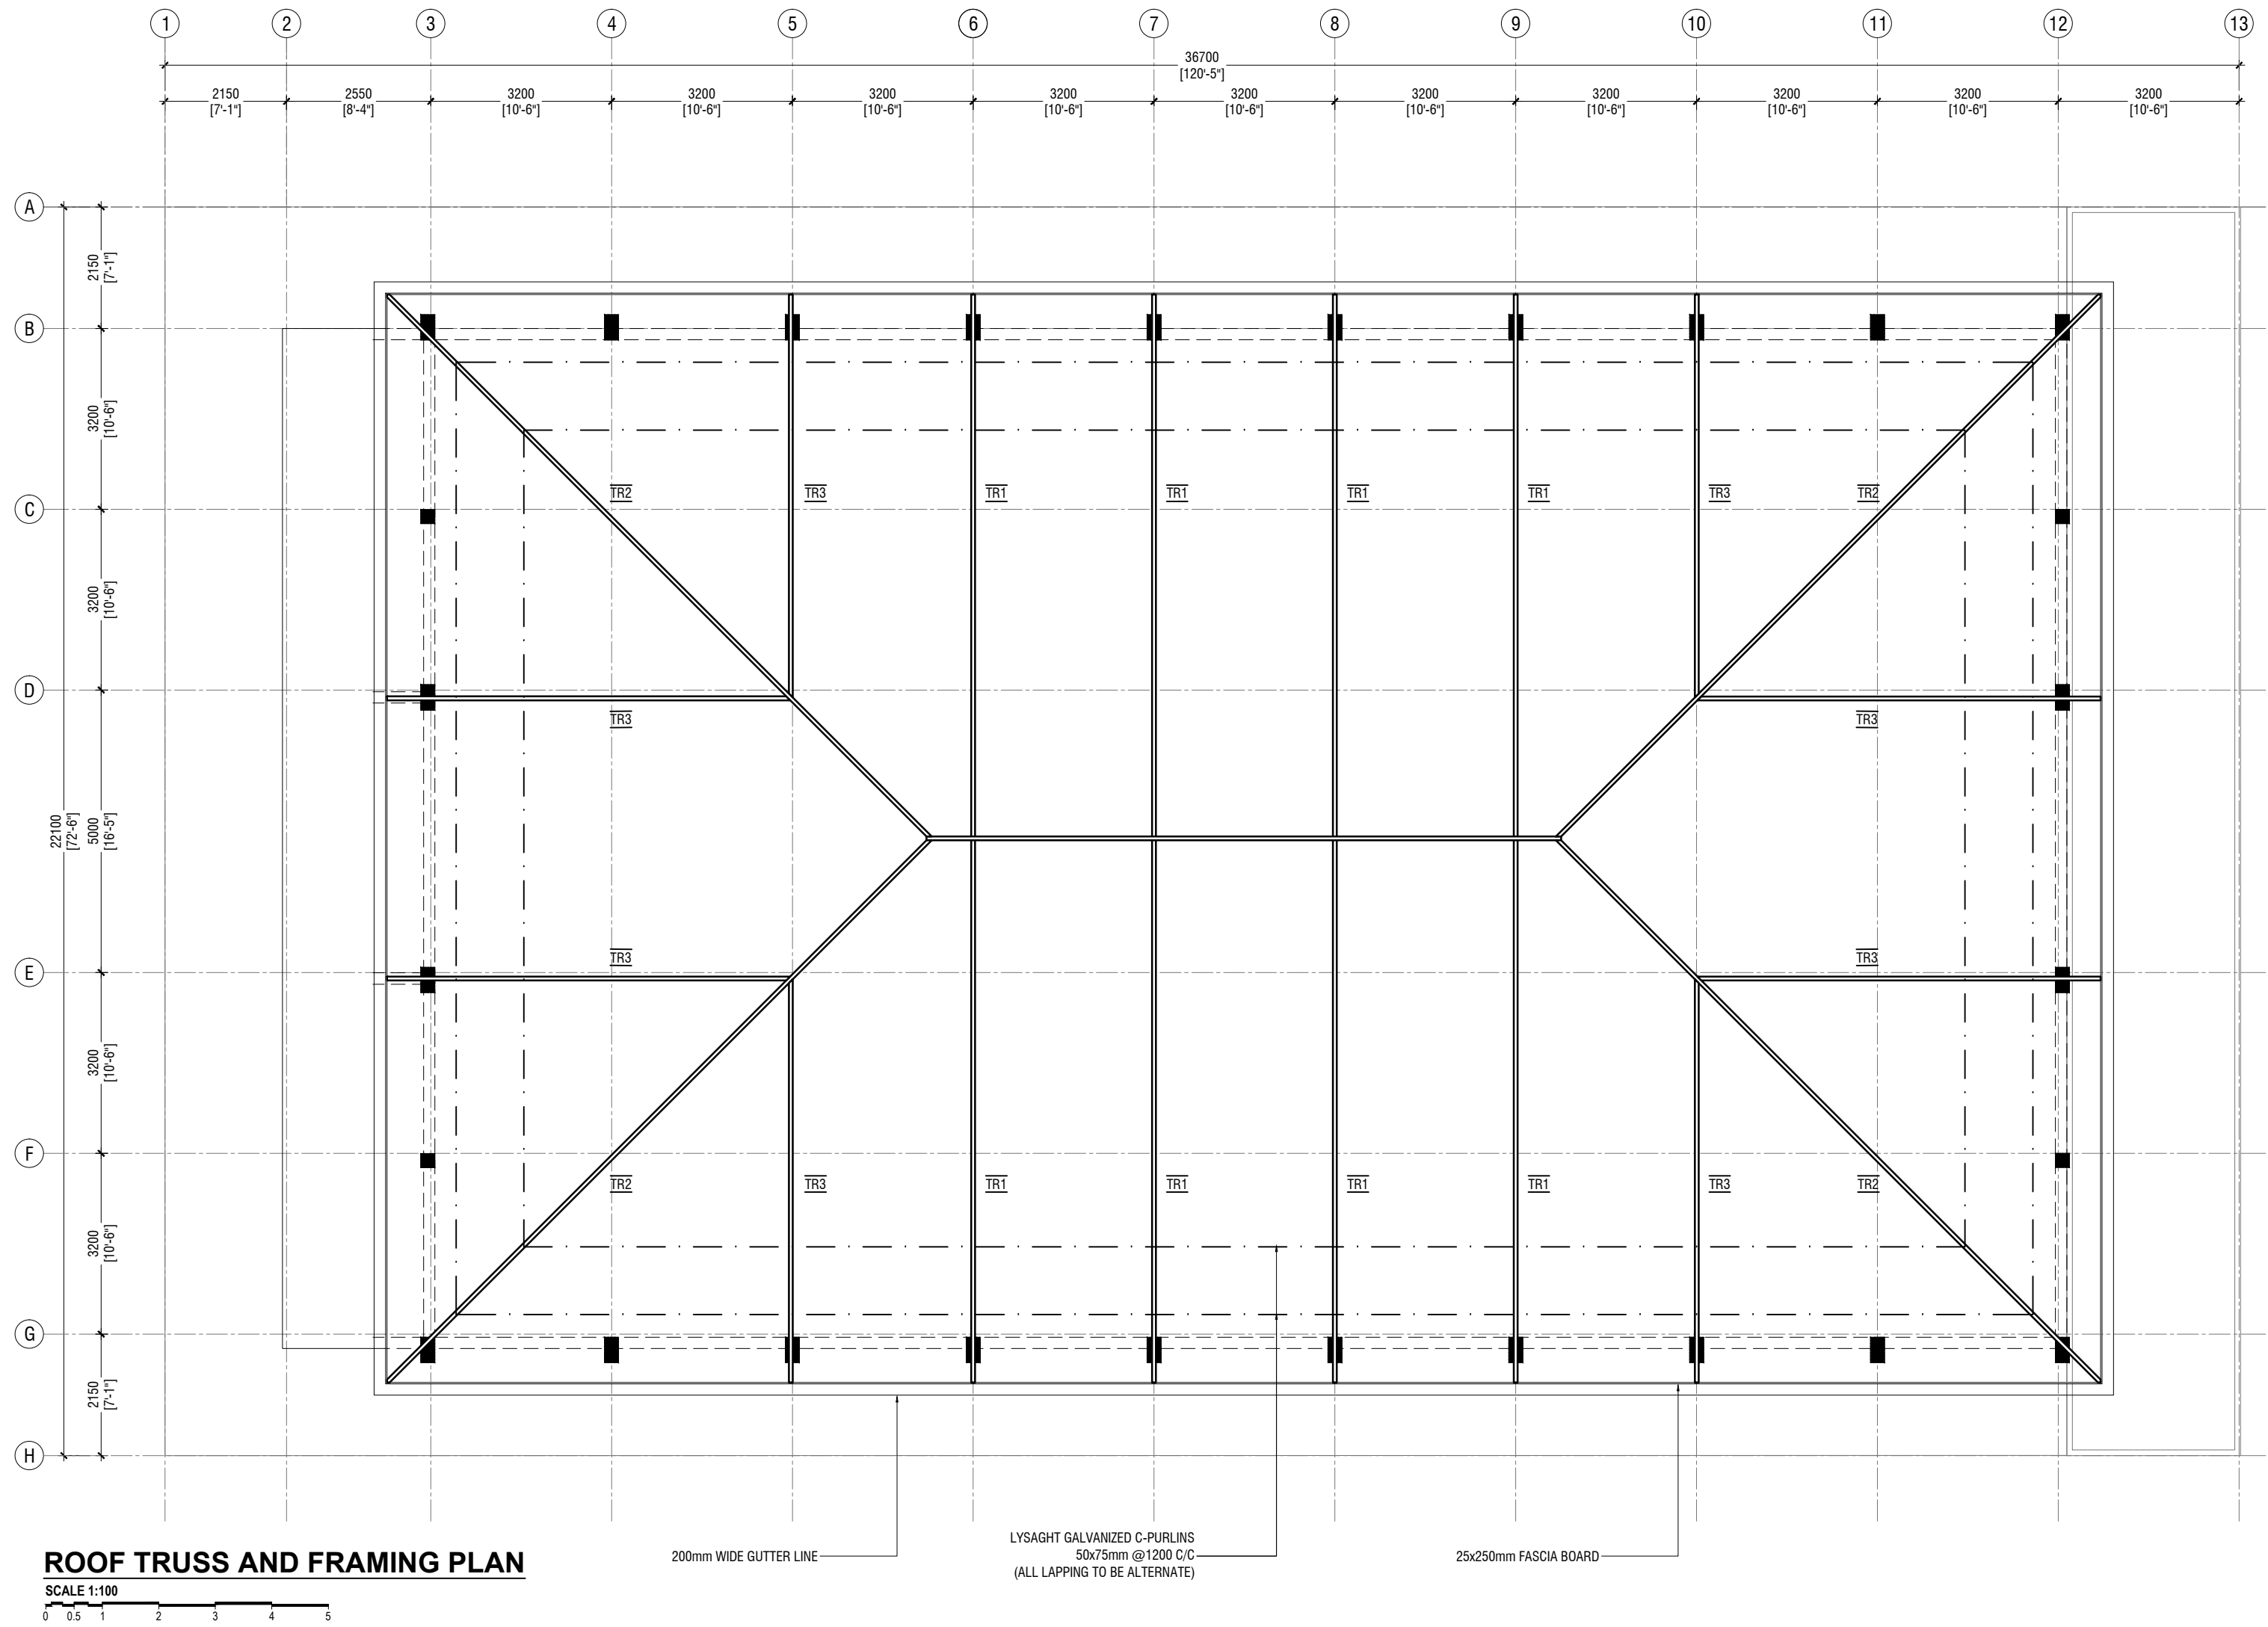 1 2 3 4 5 6 7 8 9 10 11 12 13
36700
[120'-5"]
2150 2550 3200 3200 3200 3200 3200 3200 3200 3200 3200 3200
[7'-1"] [8'-4"] [10'-6"] [10'-6"] [10'-6"] [10'-6"] [10'-6"] [10'-6"] [10'-6"] [10'-6"] [10'-6"] [10'-6"]
A
2150
[7'-1"]
B
3200
[10'-6"]
TR2 TR3 TR1 TR1 TR1 TR1 TR3 TR2
C
3200
[10'-6"]
D
TR3 TR3
22100
[72'-6"]
5000
[16'-5"]
TR3 TR3
E
3200
[10'-6"]
F
TR2 TR3 TR1 TR1 TR1 TR1 TR3 TR2
3200
[10'-6"]
G
2150
[7'-1"]
H
200mm WIDE GUTTER LINE
LYSAGHT GALVANIZED C-PURLINS
50x75mm @1200 C/C
(ALL LAPPING TO BE ALTERNATE)
25x250mm FASCIA BOARD
ROOF TRUSS AND FRAMING PLAN
SCALE 1:100
0 0.5 1 2 3 4 5